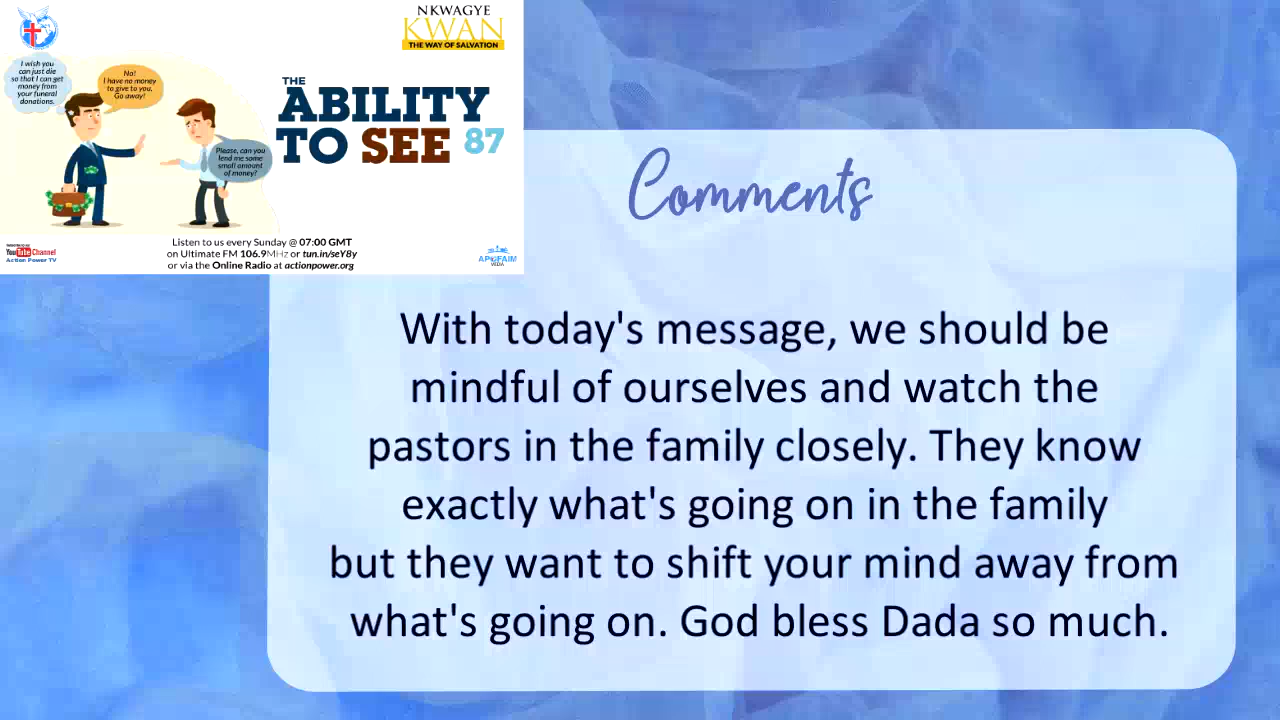 NKWAGYE
KWAN
THE WAY OF SALVATION
I wish you
can just die
so that I can get
money from
your funeral
donations.
No!
I have no money
to give to you,
Go away!
Please, can you
lend me some
small amount
of money?
THE
ABILITY
TO SEE 87
YouTube Channel
Action Power TV
Listen to us every Sunday @ 07:00 GMT
on Ultimate FM 106.9MHz or tun.in/seY8y
or via the Online Radio at actionpower.org
Comments
With today's message, we should be
mindful of ourselves and watch the
pastors in the family closely. They know
exactly what's going on in the family
but they want to shift your mind away from
what's going on. God bless Dada so much.